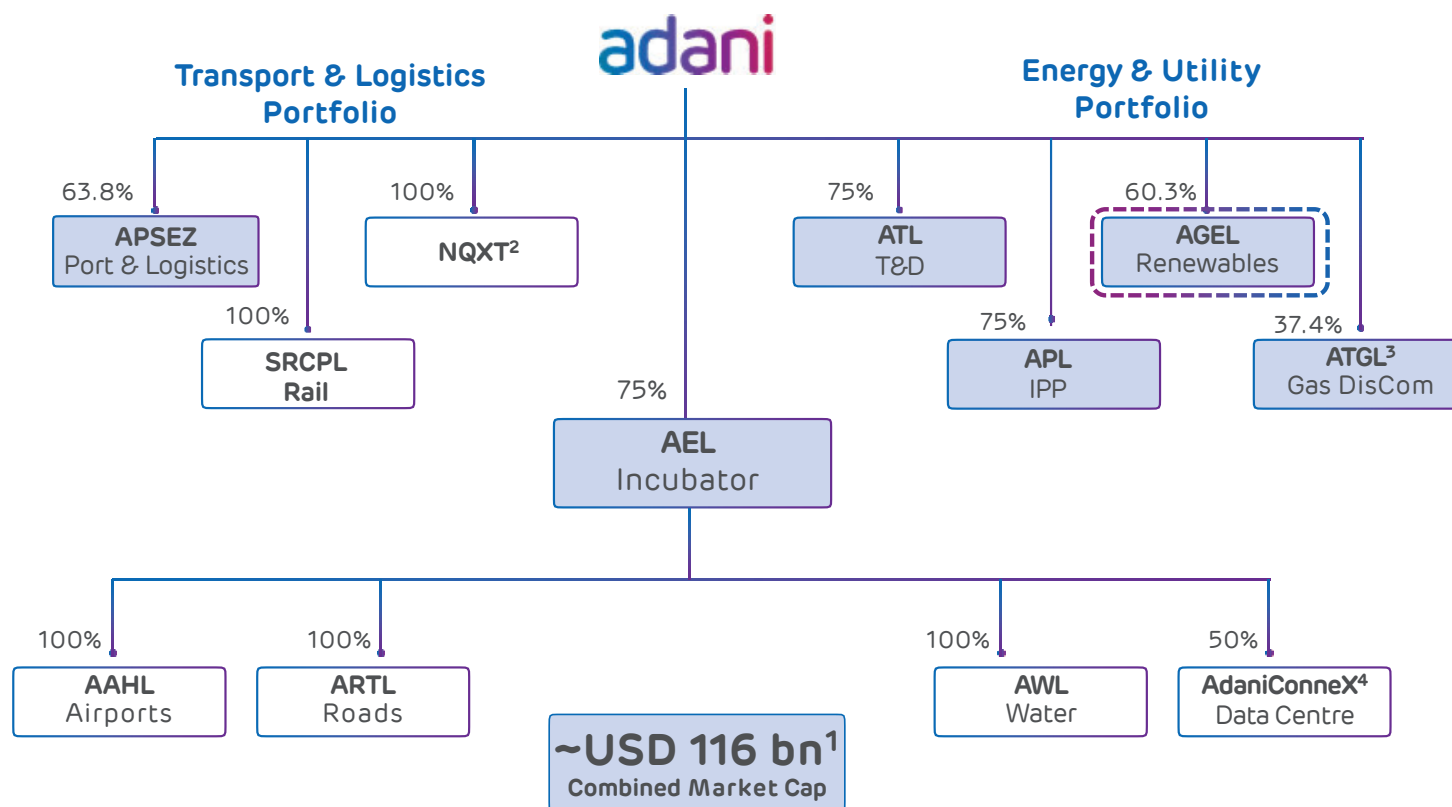 adani
Transport & Logistics
Portfolio
Energy & Utility
Portfolio
63.8%
APSEZ
Port & Logistics
100%
SRCPL
Rail
100%
NQXT²
75%
ATL
T&D
75%
APL
IPP
60.3%
AGEL
Renewables
37.4%
ATGL³
Gas DisCom
75%
AEL
Incubator
100%
AAHL
Airports
100%
ARTL
Roads
100%
AWL
Water
50%
AdaniConneX⁴
Data Centre
~USD 116 bn¹
Combined Market Cap